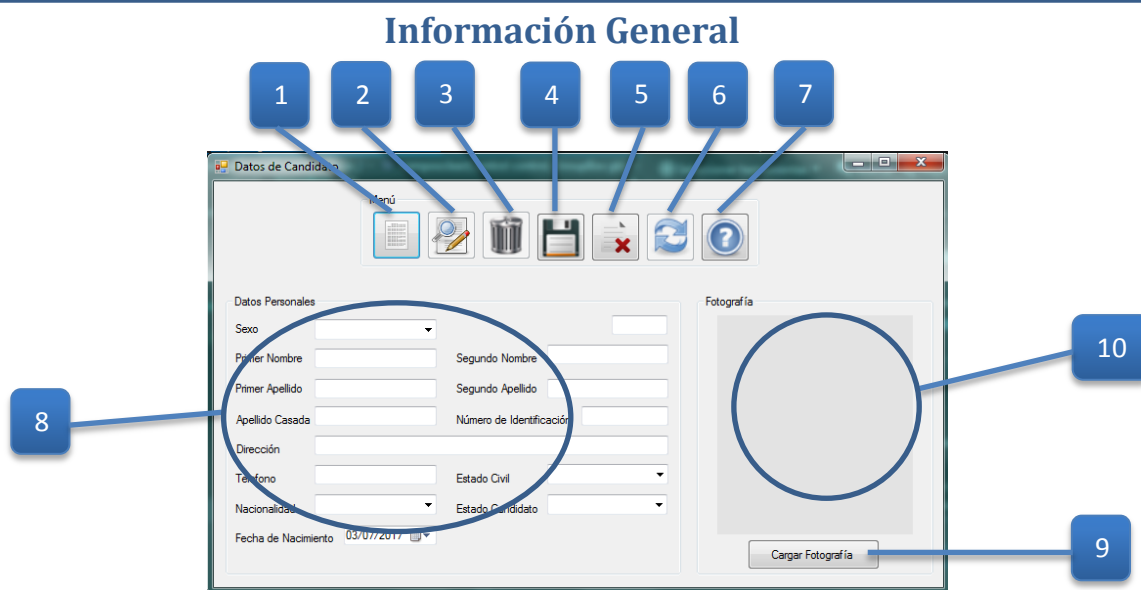 Información General
1 2 3 4 5 6 7
Datos de Candidato
Menú
Datos Personales
Fotografía
Sexo
Primer Nombre Segundo Nombre
10
Primer Apellido Segundo Apellido
8
Apellido Casada Número de Identificación
Dirección
Teléfono Estado Civil
Nacionalidad Estado Candidato
Fecha de Nacimiento 03/07/2017
Cargar Fotografía
9